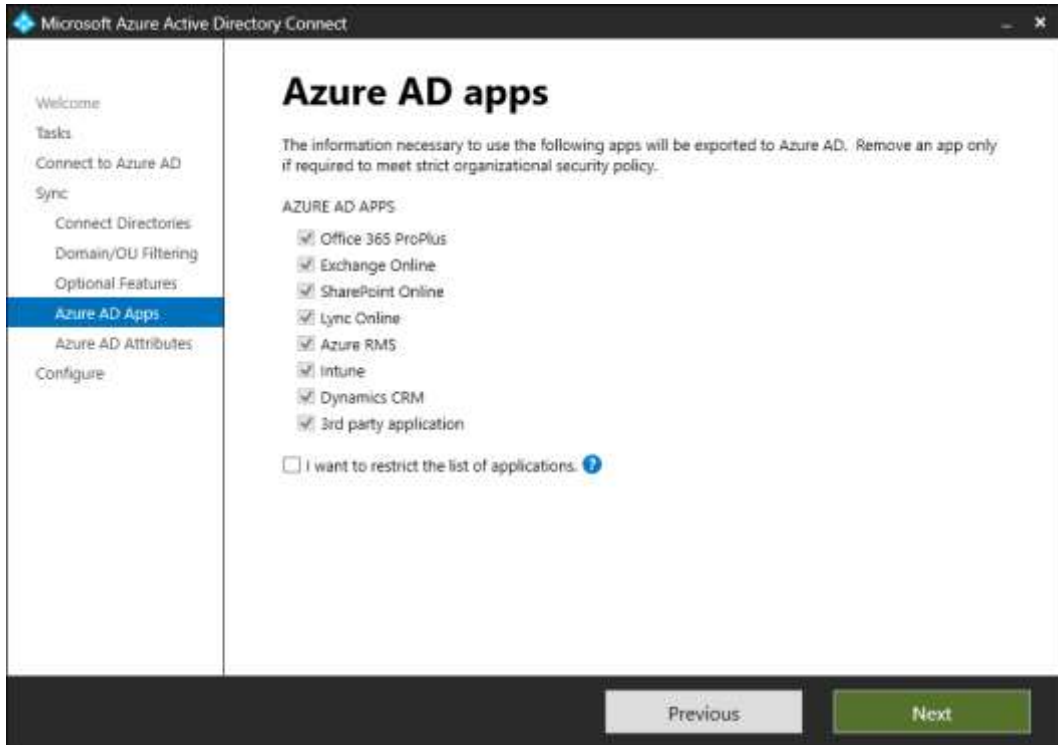 Microsoft Azure Active Directory Connect
Welcome
Tasks
Connect to Azure AD
Sync
Connect Directories
Domain/OU Filtering
Optional Features
Azure AD Apps
Azure AD Attributes
Configure
Azure AD apps
The information necessary to use the following apps will be exported to Azure AD. Remove an app only
if required to meet strict organizational security policy.
AZURE AD APPS
Office 365 ProPlus
Exchange Online
SharePoint Online
Lync Online
Azure RMS
Intune
Dynamics CRM
3rd party application
I want to restrict the list of applications. ?
Previous
Next